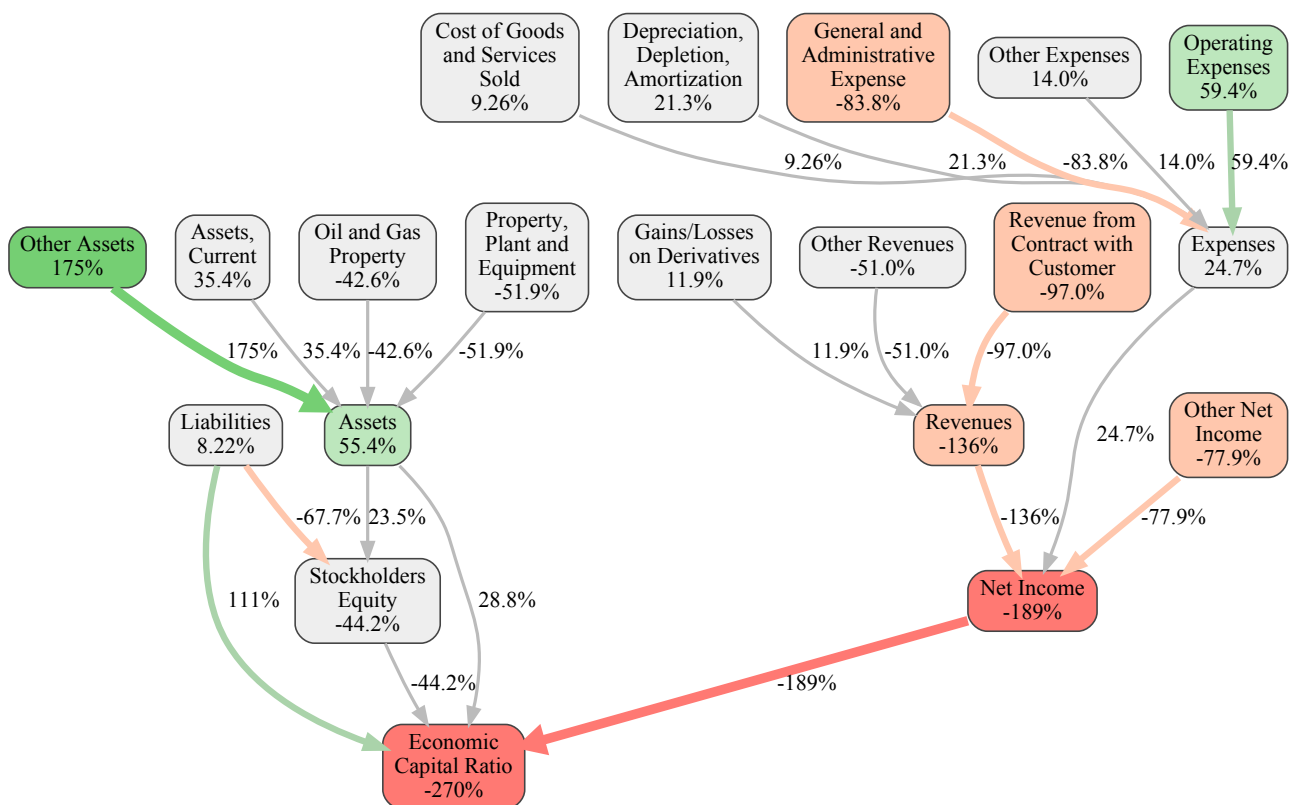 Cost of Goods
and Services
Sold
9.26%
Depreciation,
Depletion,
Amortization
21.3%
General and
Administrative
Expense
-83.8%
Other Expenses
14.0%
Operating
Expenses
59.4%
9.26%
21.3%
-83.8%
14.0%
59.4%
Other Assets
175%
Assets,
Current
35.4%
Oil and Gas
Property
-42.6%
Property,
Plant and
Equipment
-51.9%
Gains/Losses
on Derivatives
11.9%
Other Revenues
-51.0%
Revenue from
Contract with
Customer
-97.0%
Expenses
24.7%
175%
35.4%
-42.6%
-51.9%
11.9%
-51.0%
-97.0%
Liabilities
8.22%
Assets
55.4%
Revenues
-136%
24.7%
Other Net
Income
-77.9%
-67.7%
23.5%
-136%
-77.9%
111%
Stockholders
Equity
-44.2%
28.8%
Net Income
-189%
-44.2%
-189%
Economic
Capital Ratio
-270%